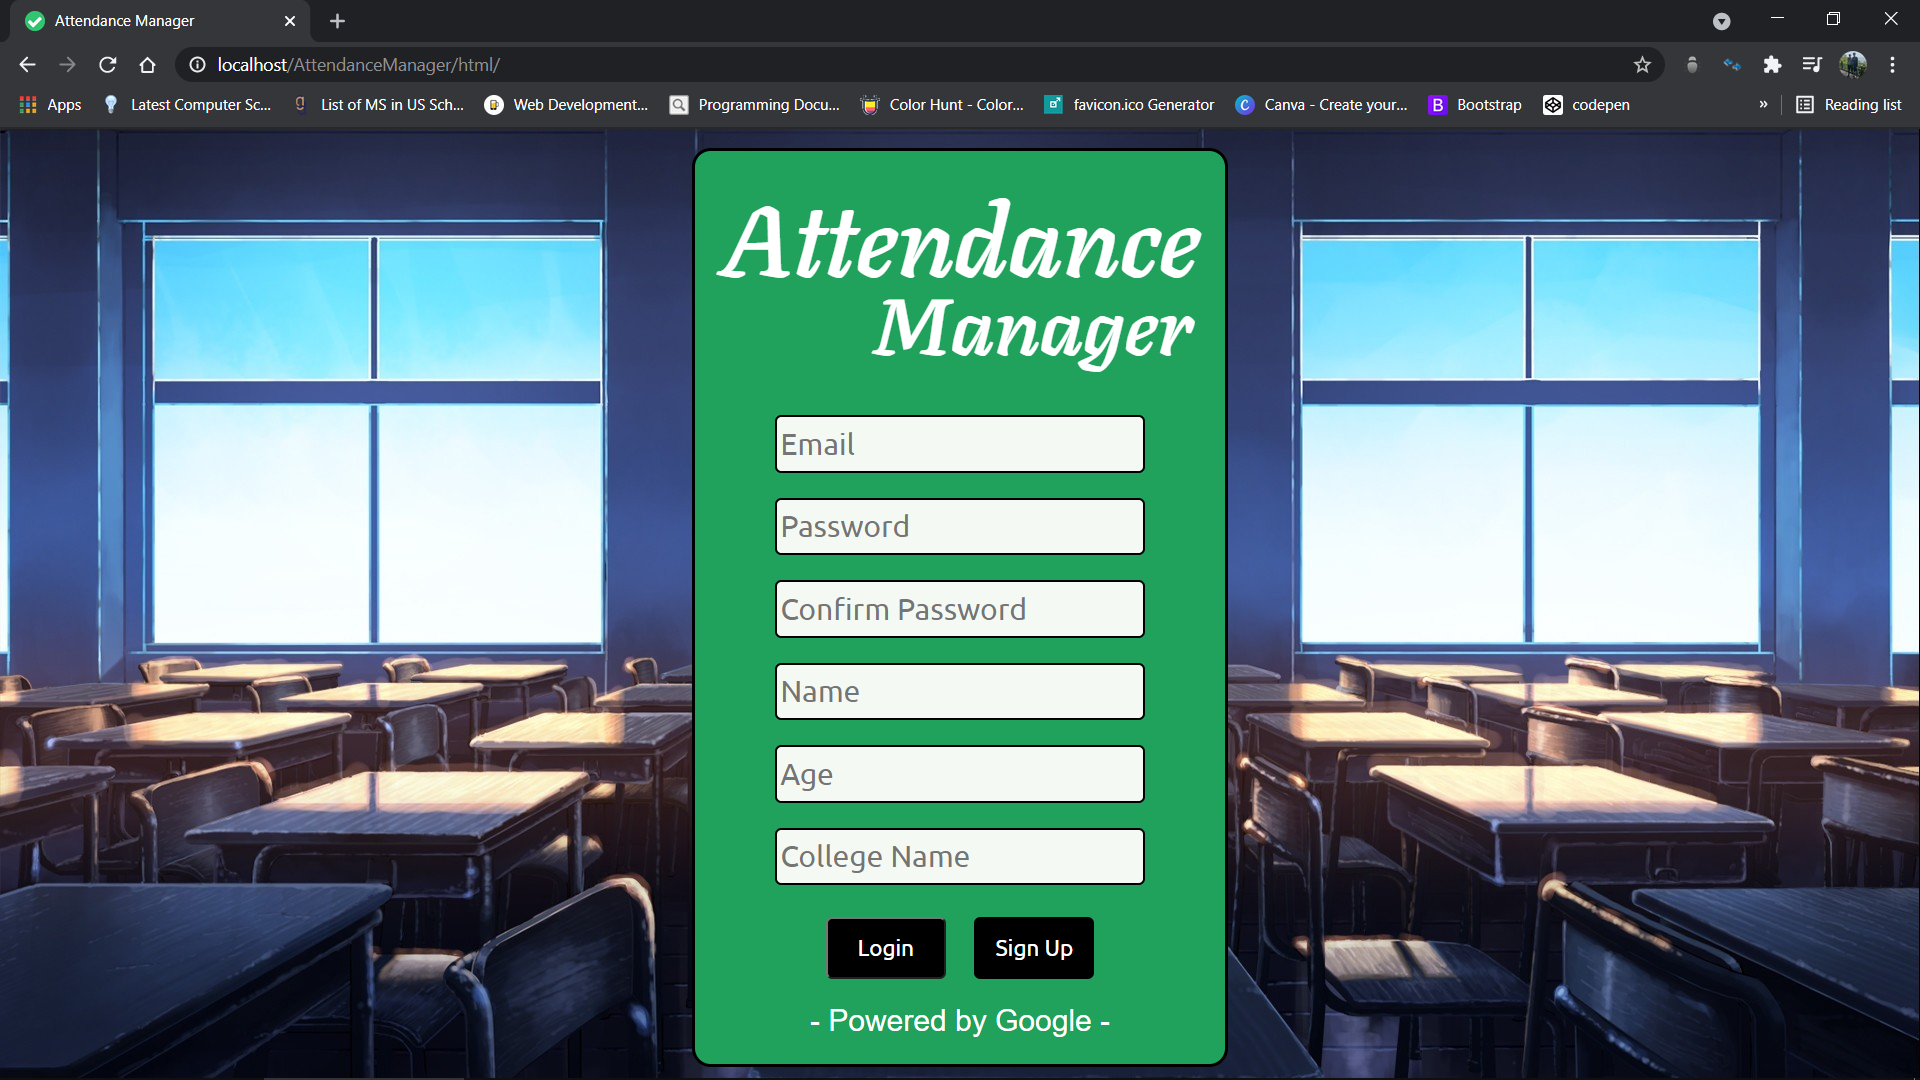 Attendance Manager
localhost/AttendanceManager/html/
Apps
Latest Computer Sc...
List of MS in US Sch...
Web Development...
Programming Docu...
Color Hunt - Color...
favicon.ico Generator
Canva - Create your...
Bootstrap
codepen
»
Reading list
Attendance
Manager
Email
Password
Confirm Password
Name
Age
College Name
Login
Sign Up
- Powered by Google -